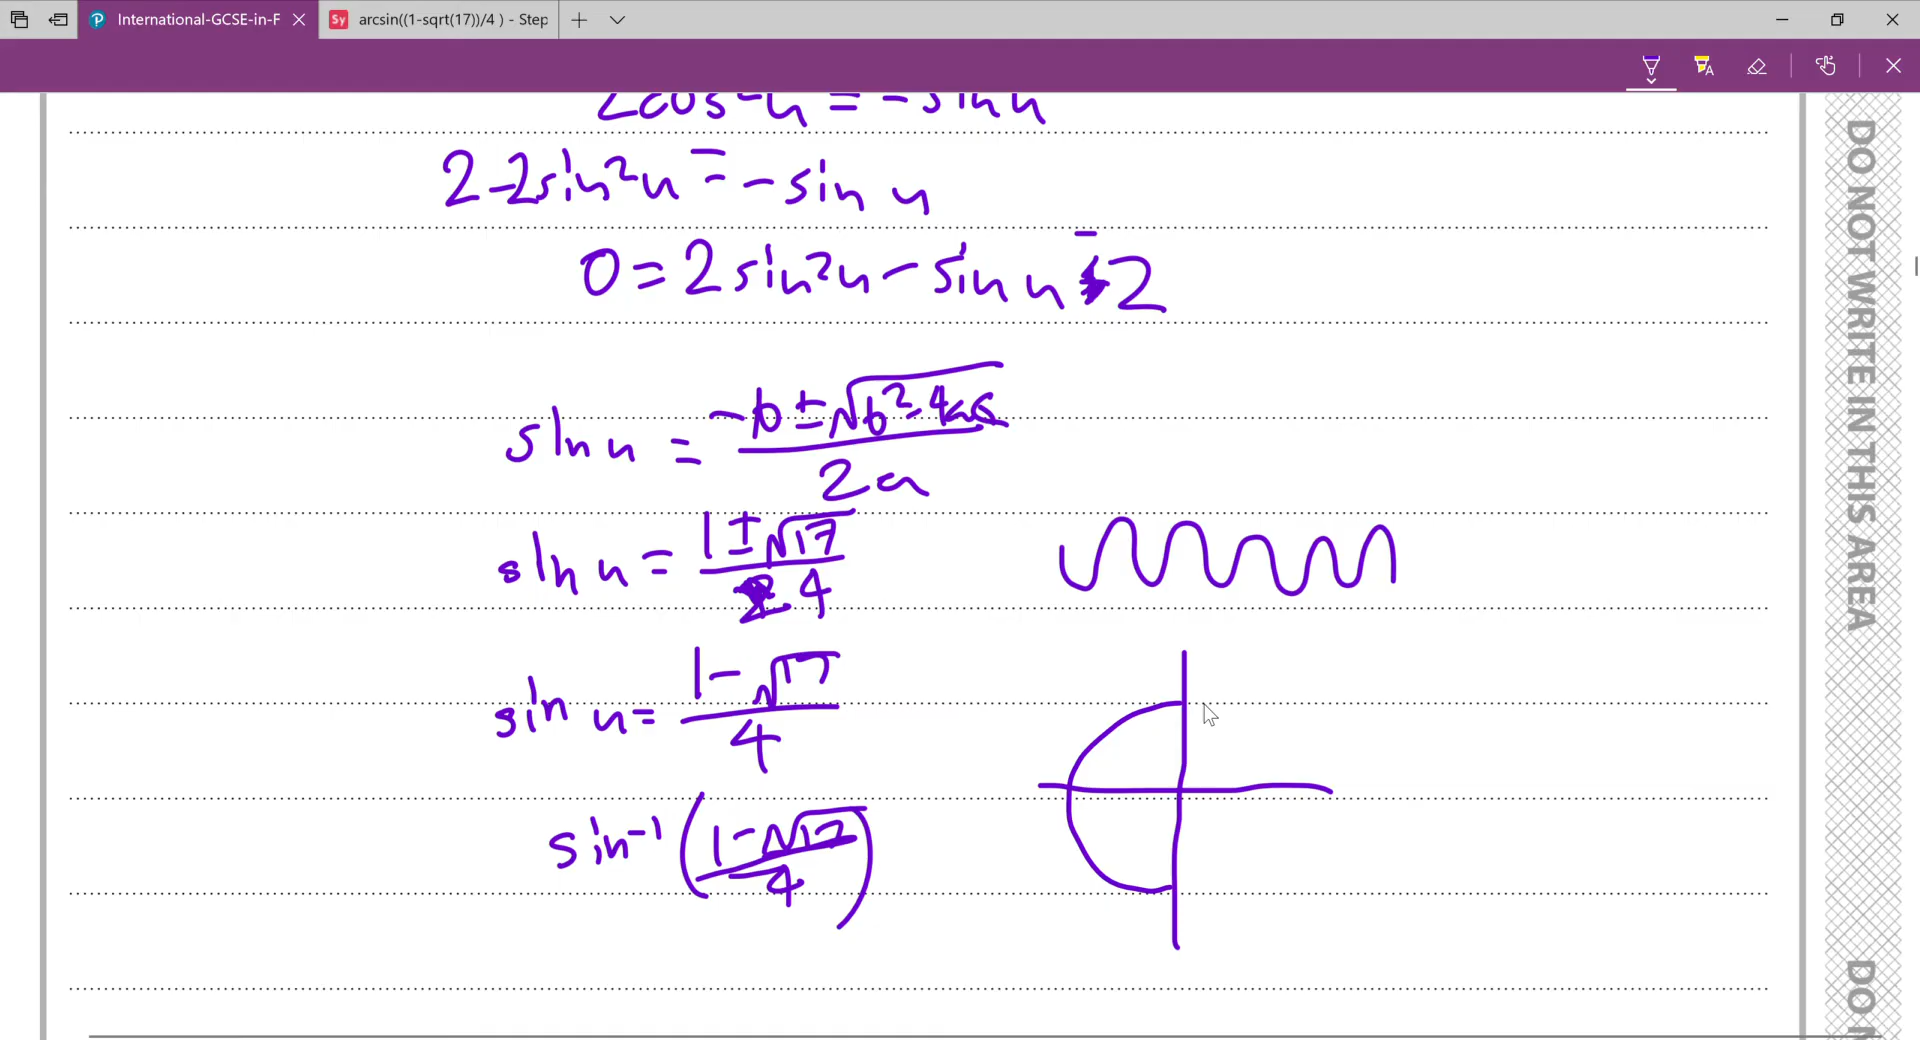 International-GCSE-in-F
Sy arcsin((1-sqrt(17))/4 ) - Step
2cos²u = -sin u
2-2sin²u = -sin u
0 = 2sin²u - sin u - 2
sin u = -b ± √b² - 4ac / 2a
sin u = 1 ± √17 / 4
sin u = 1 - √17 / 4
sin⁻¹ (1 - √17 / 4)
DO NOT WRITE IN THIS AREA